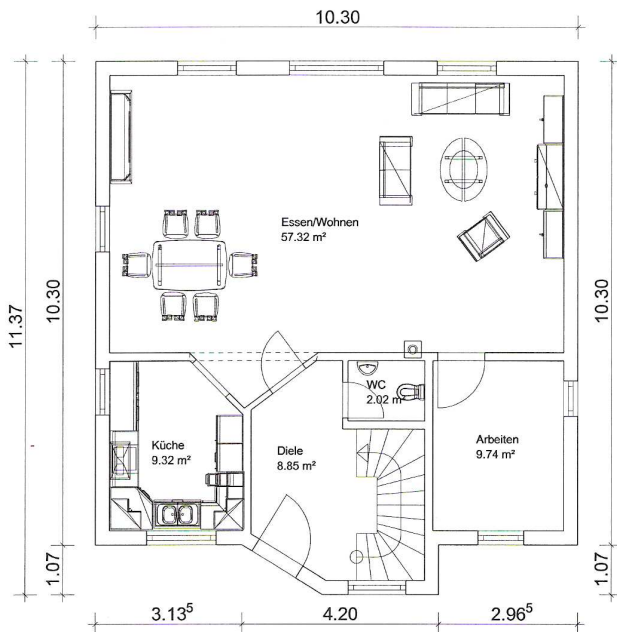 10.30
11.37
10.30
10.30
Essen/Wohnen
57.32 m²
WC
2.02 m²
Küche
9.32 m²
Diele
8.85 m²
Arbeiten
9.74 m²
1.07
1.07
3.13⁵
4.20
2.96⁵